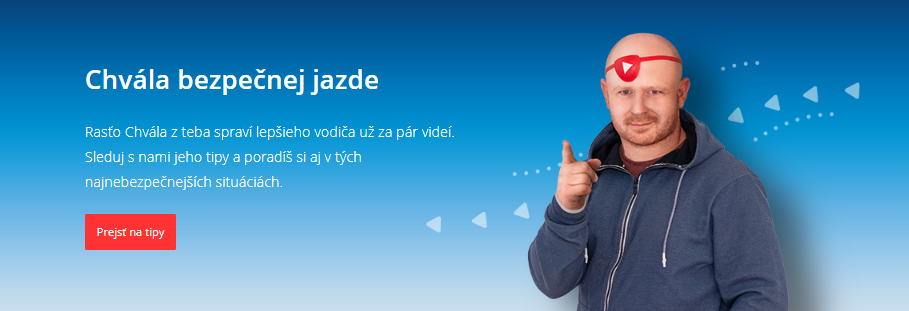 Chvála bezpečnej jazde
Rasťo Chvála z teba spraví lepšieho vodiča už za pár videí.
Sleduj s nami jeho tipy a poradíš si aj v tých
najnebezpečnejších situáciách.
Prejsť na tipy